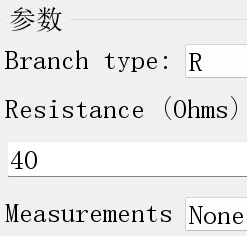 参数
Branch type: R
Resistance (Ohms)
40
Measurements None